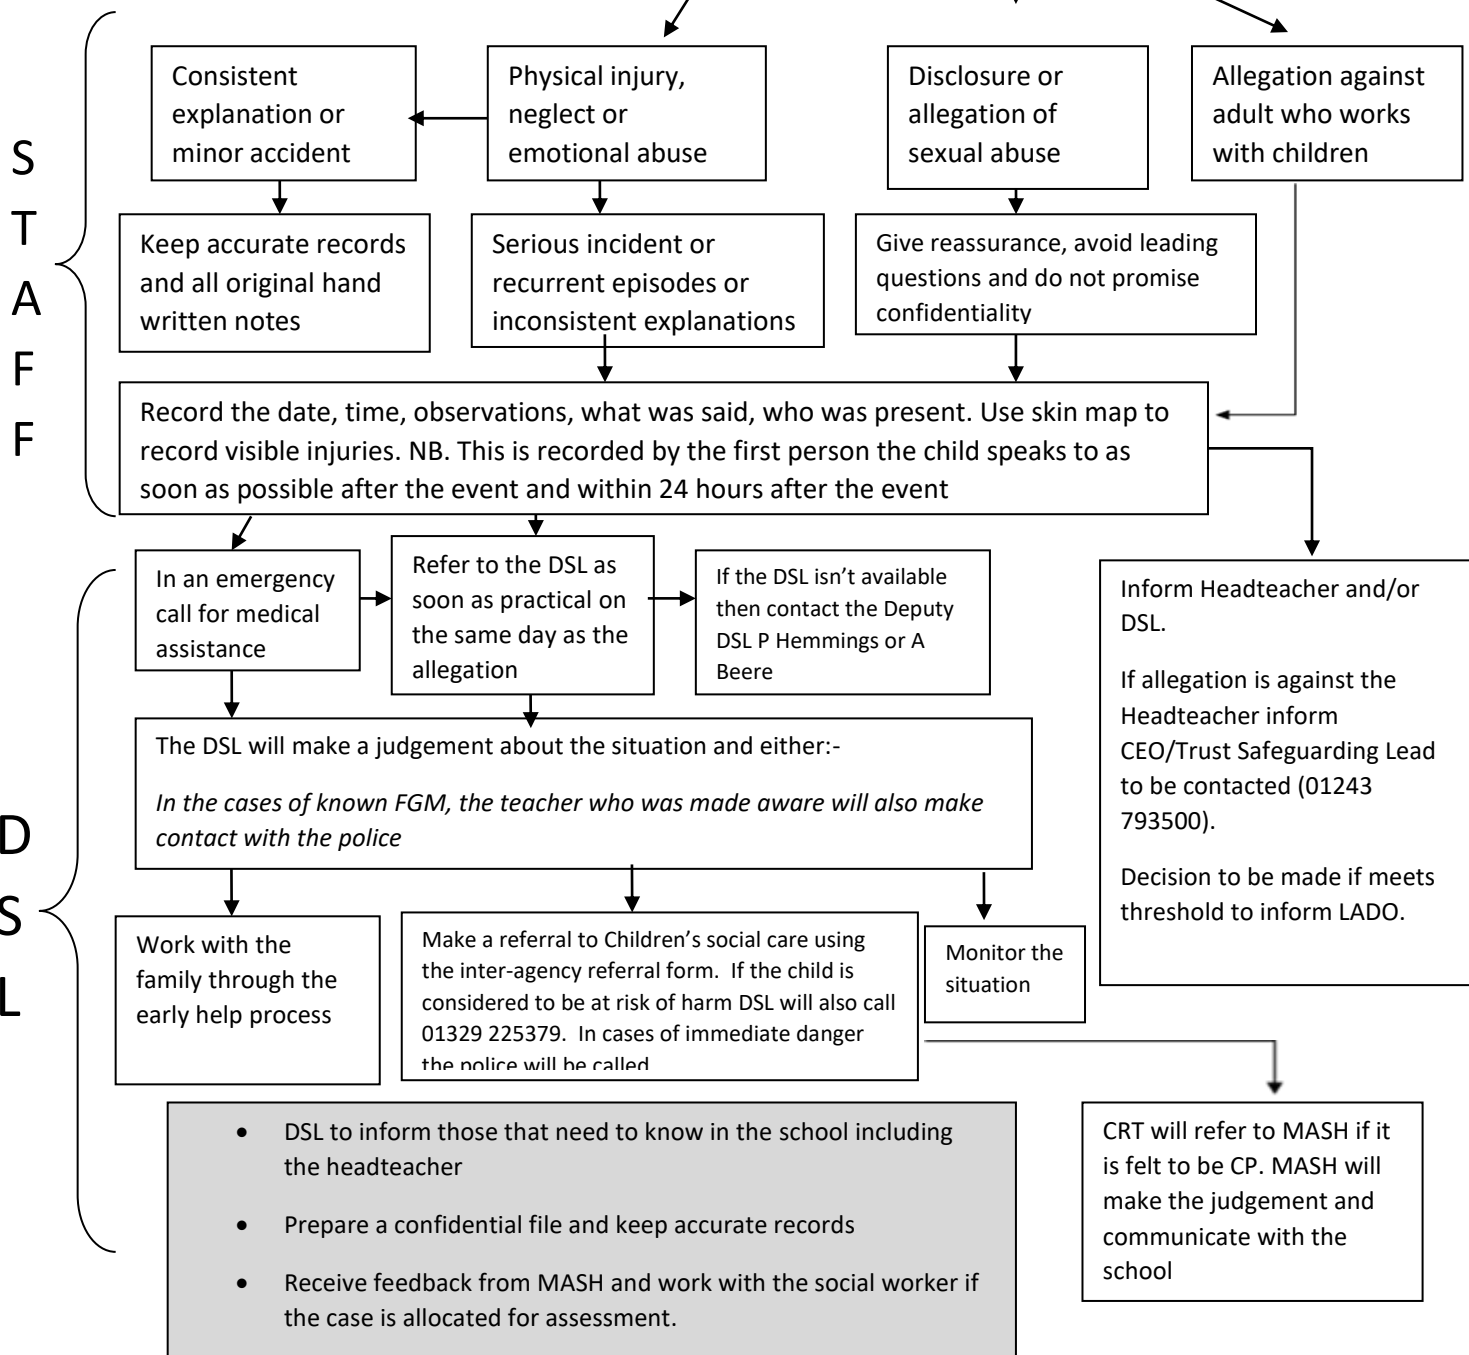 Consistent
explanation or
minor accident
Physical injury,
neglect or
emotional abuse
Disclosure or
allegation of
sexual abuse
Allegation against
adult who works
with children
S
T
A
F
F
Keep accurate records
and all original hand
written notes
Serious incident or
recurrent episodes or
inconsistent explanations
Give reassurance, avoid leading
questions and do not promise
confidentiality
Record the date, time, observations, what was said, who was present. Use skin map to
record visible injuries. NB. This is recorded by the first person the child speaks to as
soon as possible after the event and within 24 hours after the event
In an emergency
call for medical
assistance
Refer to the DSL as
soon as practical on
the same day as the
allegation
If the DSL isn’t available
then contact the Deputy
DSL P Hemmings or A
Beere
Inform Headteacher and/or
DSL.
If allegation is against the
Headteacher inform
CEO/Trust Safeguarding Lead
to be contacted (01243
793500).
Decision to be made if meets
threshold to inform LADO.
The DSL will make a judgement about the situation and either:-
In the cases of known FGM, the teacher who was made aware will also make
contact with the police
D
S
L
Work with the
family through the
early help process
Make a referral to Children’s social care using
the inter-agency referral form.  If the child is
considered to be at risk of harm DSL will also call
01329 225379.  In cases of immediate danger
the police will be called
Monitor the
situation
• DSL to inform those that need to know in the school including
the headteacher
• Prepare a confidential file and keep accurate records
• Receive feedback from MASH and work with the social worker if
the case is allocated for assessment.
CRT will refer to MASH if it
is felt to be CP. MASH will
make the judgement and
communicate with the
school